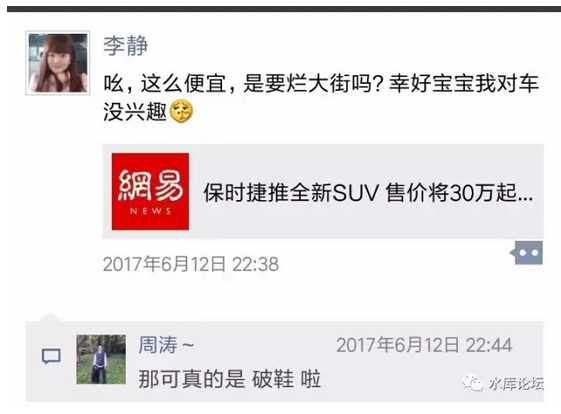 李静
吆，这么便宜，是要烂大街吗？幸好宝宝我对车
没兴趣
網易
NEWS
保时捷推全新SUV 售价将30万起...
2017年6月12日 22:38
周涛～
2017年6月12日 22:44
那可真的是 破鞋 啦
水库论坛